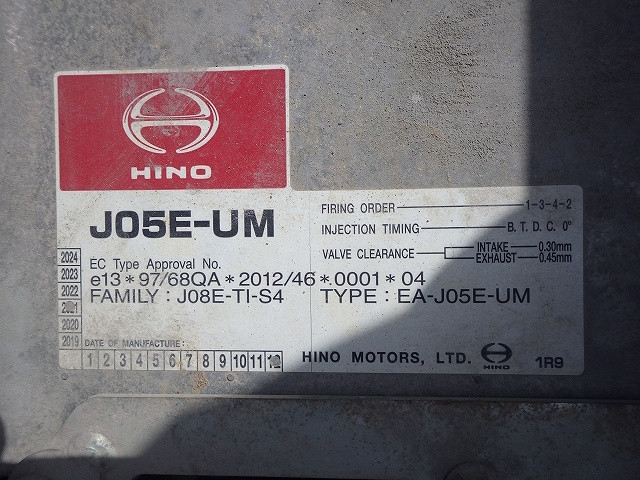 HINO
J05E-UM
FIRING ORDER 1-3-4-2
INJECTION TIMING B.T.D.C. 0°
VALVE CLEARANCE INTAKE 0.30mm
EXHAUST 0.45mm
EC Type Approval No.
e13*97/68QA*2012/46*0001*04
FAMILY : J08E-TI-S4 TYPE : EA-J05E-UM
2024
2023
2022
2021
2020
2019
DATE OF MANUFACTURE:
1 2 3 4 5 6 7 8 9 10 11 12
HINO MOTORS, LTD. HINO 1R9